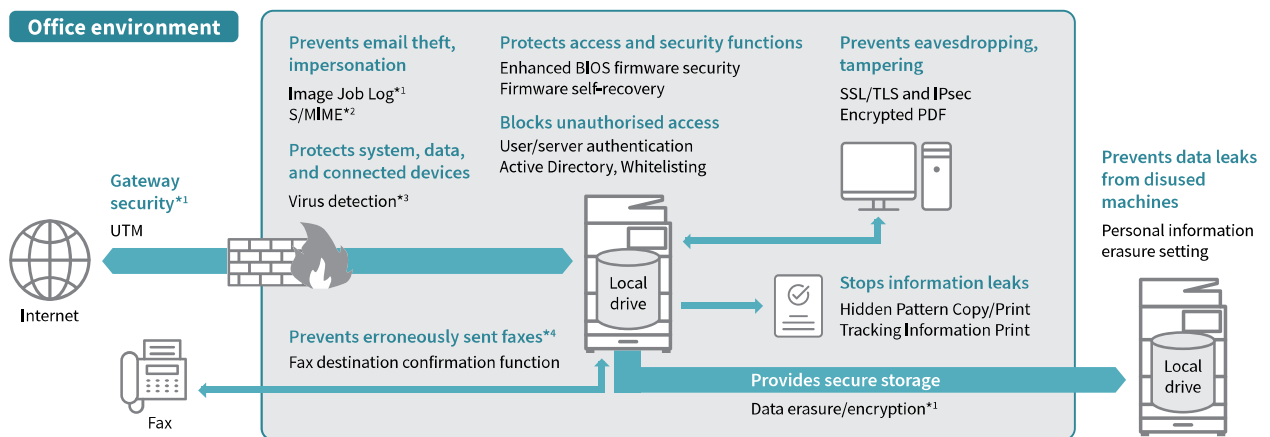 Office environment
Prevents email theft,
impersonation
Image Job Log*1
S/MIME*2
Protects system, data,
and connected devices
Virus detection*3
Protects access and security functions
Enhanced BIOS firmware security
Firmware self-recovery
Blocks unauthorised access
User/server authentication
Active Directory, Whitelisting
Prevents eavesdropping,
tampering
SSL/TLS and IPsec
Encrypted PDF
Gateway
security*1
UTM
Internet
Local
drive
Stops information leaks
Hidden Pattern Copy/Print
Tracking Information Print
Prevents data leaks
from disused
machines
Personal information
erasure setting
Prevents erroneously sent faxes*4
Fax destination confirmation function
Fax
Provides secure storage
Data erasure/encryption*1
Local
drive